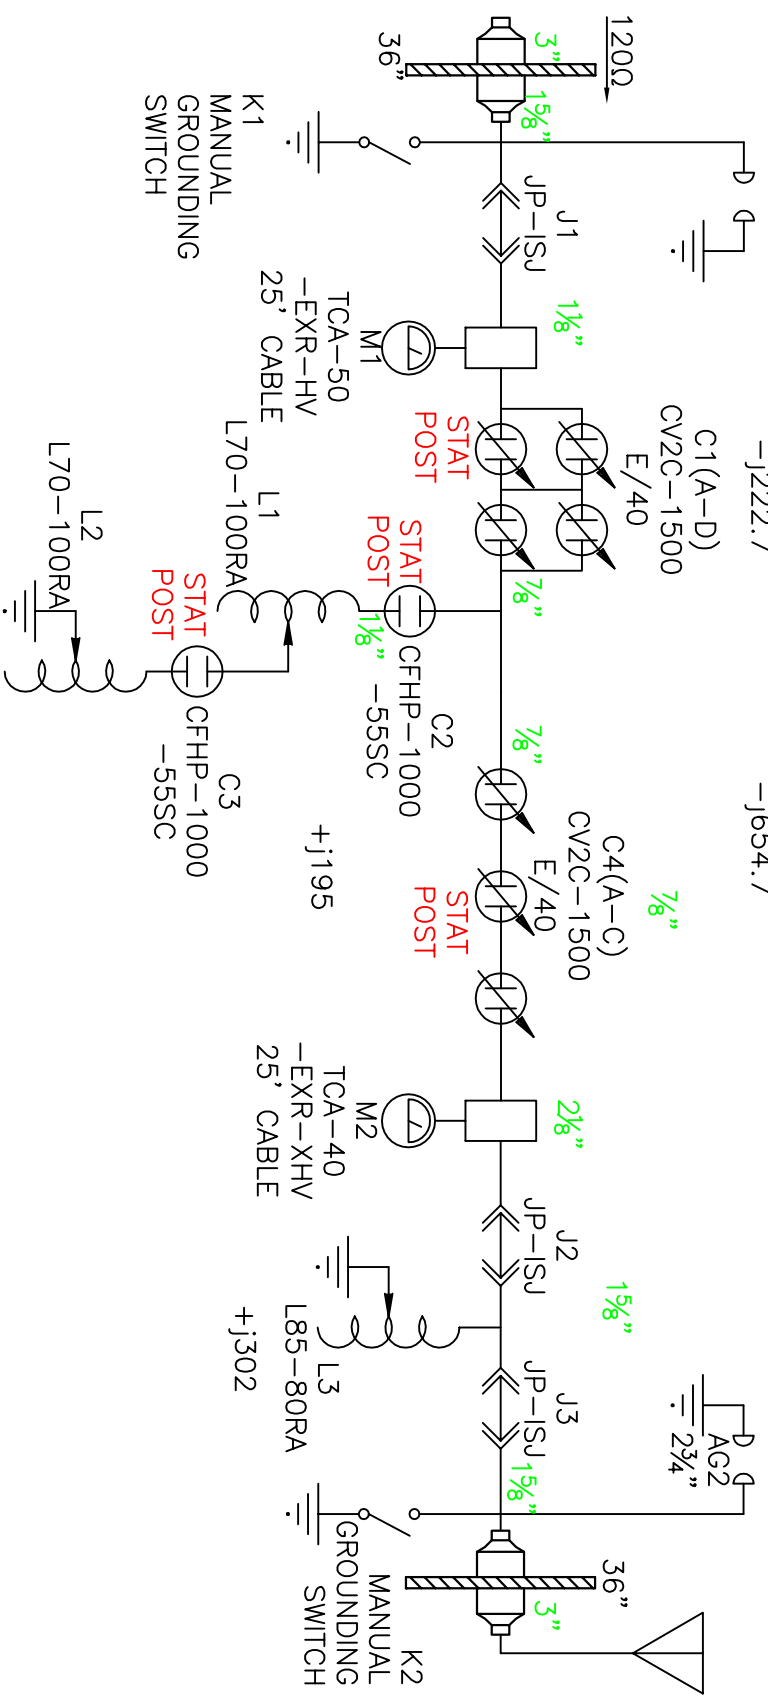 120Ω
3"
36"
1⅝"
K1
MANUAL
GROUNDING
SWITCH
J1
JP-ISJ
1⅛"
TCA-50
-EXR-HV
25' CABLE
M1
-j222.7
C1(A-D)
CV2C-1500
E/40
STAT
POST
⅞"
L1
L70-100RA
STAT
POST
1⅛"
C2
CFHP-1000
-55SC
L2
L70-100RA
STAT
POST
C3
CFHP-1000
-55SC
+j195
⅞"
-j654.7
⅞"
C4(A-C)
CV2C-1500
E/40
STAT
POST
2⅛"
M2
TCA-40
-EXR-XHV
25' CABLE
J2
JP-ISJ
1⅝"
L3
L85-80RA
+j302
J3
JP-ISJ
1⅝"
AG2
2¾"
K2
MANUAL
GROUNDING
SWITCH
36"
3"